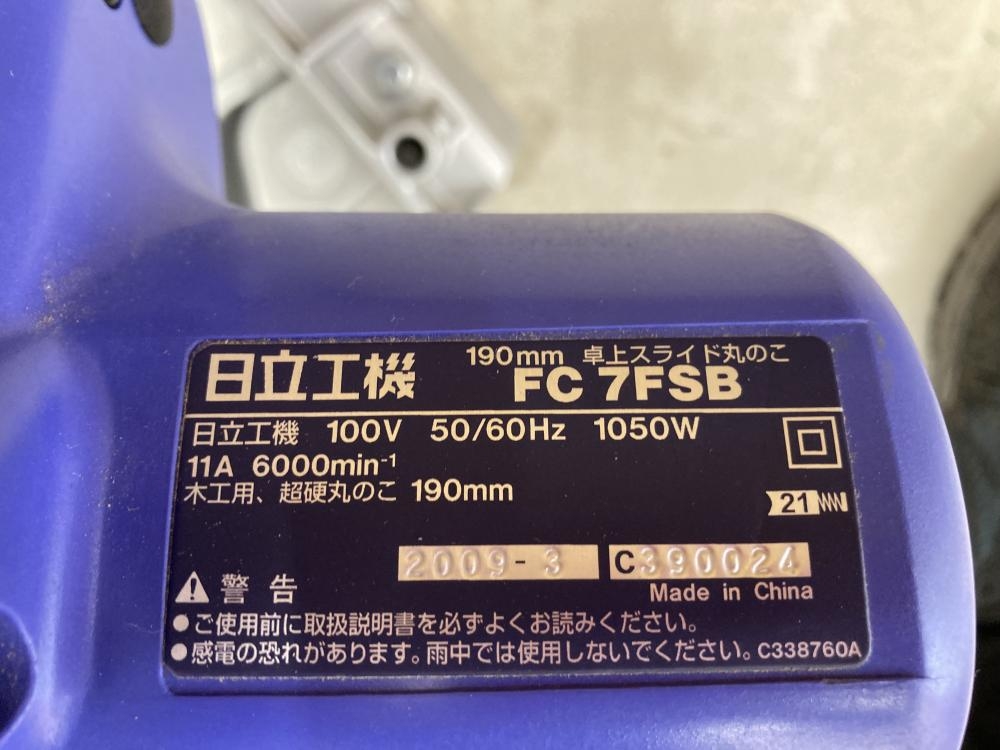 190mm 卓上スライド丸のこ
日立工機 FC 7FSB
日立工機 100V 50/60Hz 1050W
11A 6000min⁻¹
木工用、超硬丸のこ 190mm
21
2009-3 C390024
Made in China
警告
●ご使用前に取扱説明書を必ずよくお読みください。
●感電の恐れがあります。雨中では使用しないでください。 C338760A